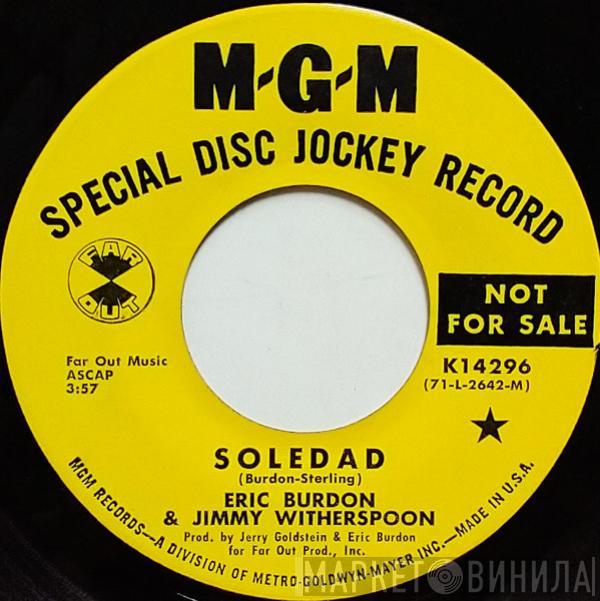 M-G-M
SPECIAL DISC JOCKEY RECORD
FAR
OUT
NOT
FOR SALE
Far Out Music
ASCAP
3:57
K14296
(71-L-2642-M)
SOLEDAD
(Burdon-Sterling)
ERIC BURDON
& JIMMY WITHERSPOON
Prod. by Jerry Goldstein & Eric Burdon
for Far Out Prod., Inc.
MGM RECORDS—A DIVISION OF METRO-GOLDWYN-MAYER INC.—MADE IN U.S.A.
МАРКЕТ ВИНИЛА